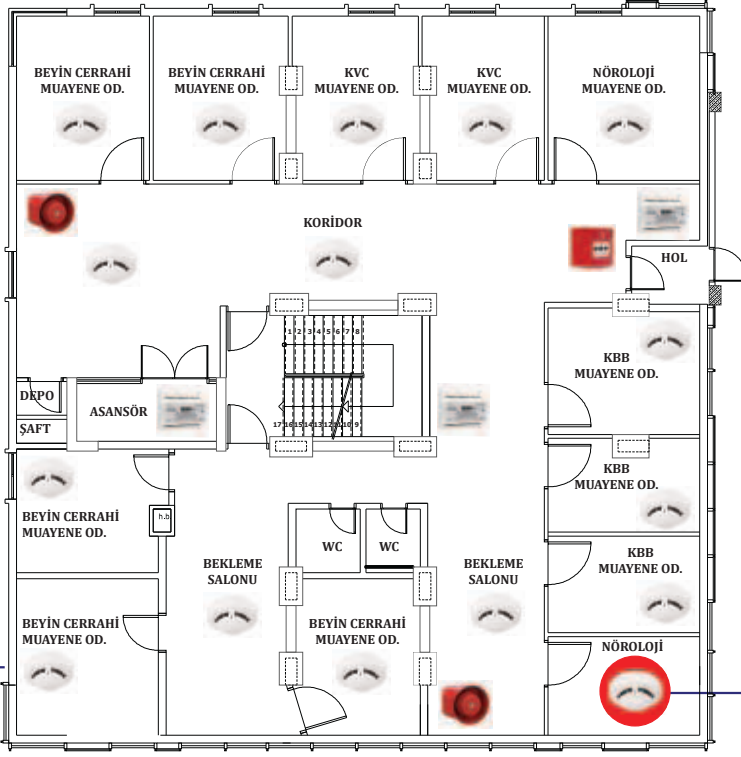 BEYİN CERRAHİ
MUAYENE OD.
BEYİN CERRAHİ
MUAYENE OD.
KVC
MUAYENE OD.
KVC
MUAYENE OD.
NÖROLOJİ
MUAYENE OD.
KORİDOR
HOL
1 2 3 4 5 6 7 8
KBB
MUAYENE OD.
DEPO
ASANSÖR
ŞAFT
17 16 15 14 13 12 11 10 9
KBB
MUAYENE OD.
BEYİN CERRAHİ
MUAYENE OD.
h.b
WC
WC
KBB
MUAYENE OD.
BEKLEME
SALONU
BEKLEME
SALONU
BEYİN CERRAHİ
MUAYENE OD.
BEYİN CERRAHİ
MUAYENE OD.
NÖROLOJİ